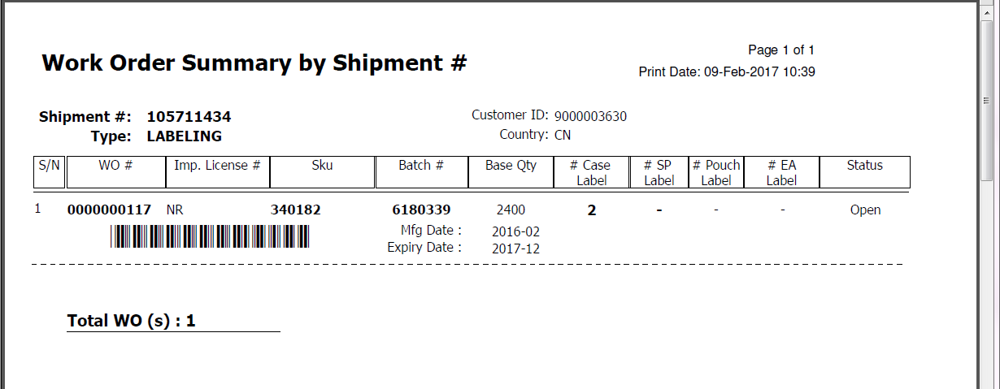 Page 1 of 1
Work Order Summary by Shipment #
Print Date: 09-Feb-2017 10:39
Shipment #: 105711434 Customer ID: 9000003630
Type: LABELING Country: CN
S/N WO # Imp. License # Sku Batch # Base Qty # Case Label # SP Label # Pouch Label # EA Label Status
1 0000000117 NR 340182 6180339 2400 2 - - - Open
Mfg Date : 2016-02
Expiry Date : 2017-12
Total WO (s) : 1